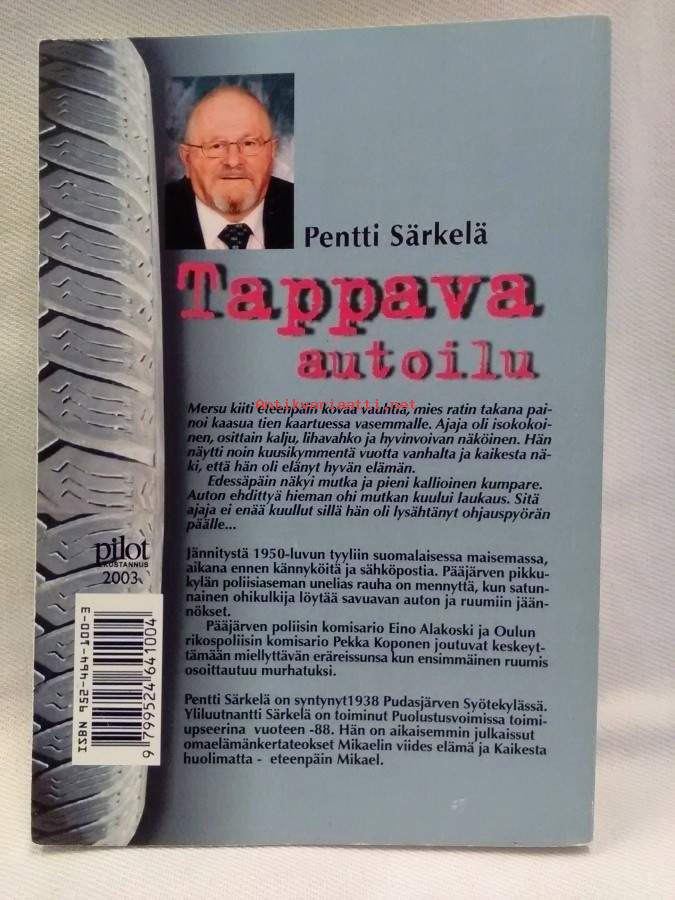 Pentti Särkelä
Tappava
autoilu
Antikvariaatti.net
Mersu kiiti eteenpäin kovaa vauhtia, mies ratin takana pai-
noi kaasua tien kaartuessa vasemmalle. Ajaja oli isokokoi-
nen, osittain kalju, lihavahko ja hyvinvoivan näköinen. Hän
näytti noin kuusikymmentä vuotta vanhalta ja kaikesta nä-
ki, että hän oli elänyt hyvän elämän.
Edessäpäin näkyi mutka ja pieni kallioinen kumpare.
Auton ehdittyä hieman ohi mutkan kuului laukaus. Sitä
ajaja ei enää kuullut sillä hän oli lysähtänyt ohjauspyörän
päälle...
Jännitystä 1950-luvun tyyliin suomalaisessa maisemassa,
aikana ennen kännyköitä ja sähköpostia. Pääjärven pikku-
kylän poliisiaseman unelias rauha on mennyttä, kun satun-
nainen ohikulkija löytää savuavan auton ja ruumiin jään-
nökset.
Pääjärven poliisin komisario Eino Alakoski ja Oulun
rikospoliisin komisario Pekka Koponen joutuvat keskeyt-
tämään miellyttävän eräreissunsa kun ensimmäinen ruumis
osoittautuu murhatuksi.
Pentti Särkelä on syntynyt1938 Pudasjärven Syötekylässä.
Yliluutnantti Särkelä on toiminut Puolustusvoimissa toimi-
upseerina vuoteen -88. Hän on aikaisemmin julkaissut
omaelämänkertateokset Mikaelin viides elämä ja Kaikesta
huolimatta - eteenpäin Mikael.
pilot
KUSTANNUS
2003
ISBN 952-464-100-3
9 799524 641004